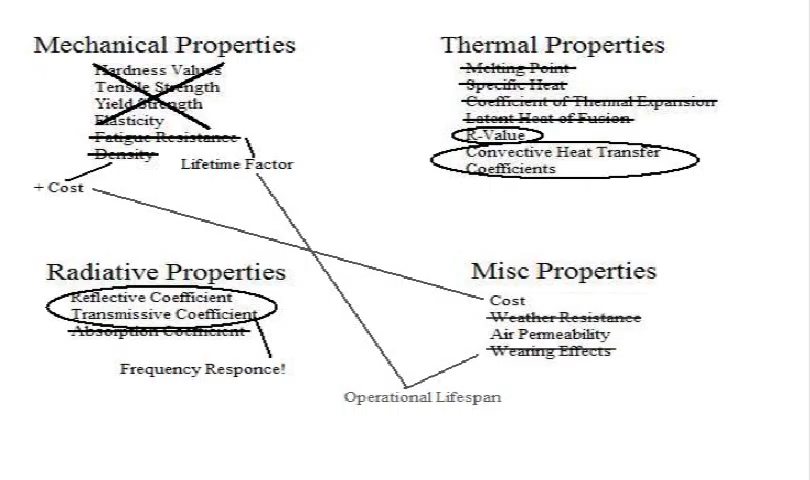 Mechanical Properties
Hardness Values
Tensile Strength
Yield Strength
Elasticity
Fatigue Resistance
Density
Lifetime Factor
+ Cost
Thermal Properties
Melting Point
Specific Heat
Coefficient of Thermal Expansion
Latent Heat of Fusion
R-Value
Convective Heat Transfer
Coefficients
Radiative Properties
Reflective Coefficient
Transmissive Coefficient
Absorption Coefficient
Frequency Responce!
Misc Properties
Cost
Weather Resistance
Air Permeability
Wearing Effects
Operational Lifespan